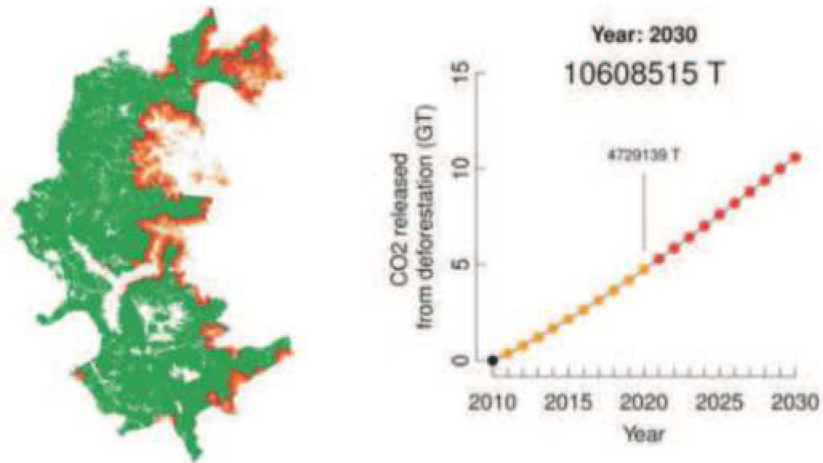 Year: 2030
10608515 T
15
10
5
0
4729139 T
CO2 released
from deforestation (GT)
2010
2015
2020
2025
2030
Year